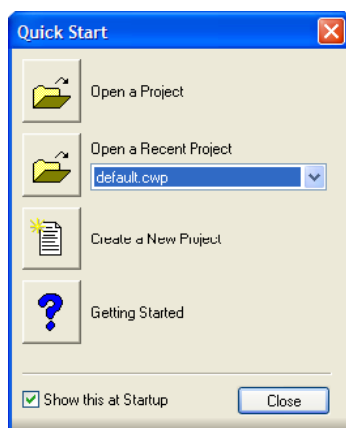 Quick Start
Open a Project
Open a Recent Project
default.cwp
Create a New Project
Getting Started
Show this at Startup
Close